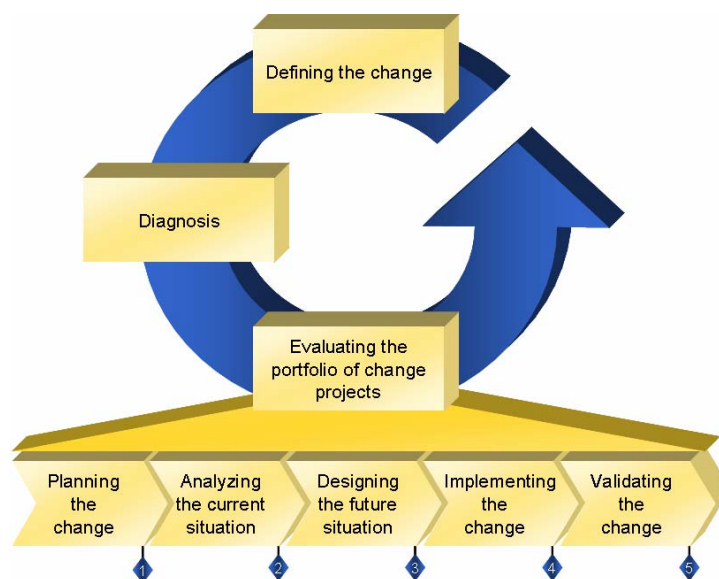 Defining the change
Diagnosis
Evaluating the
portfolio of change
projects
Planning
the
change
Analyzing
the current
situation
Designing
the future
situation
Implementing
the
change
Validating
the
change
1
2
3
4
5